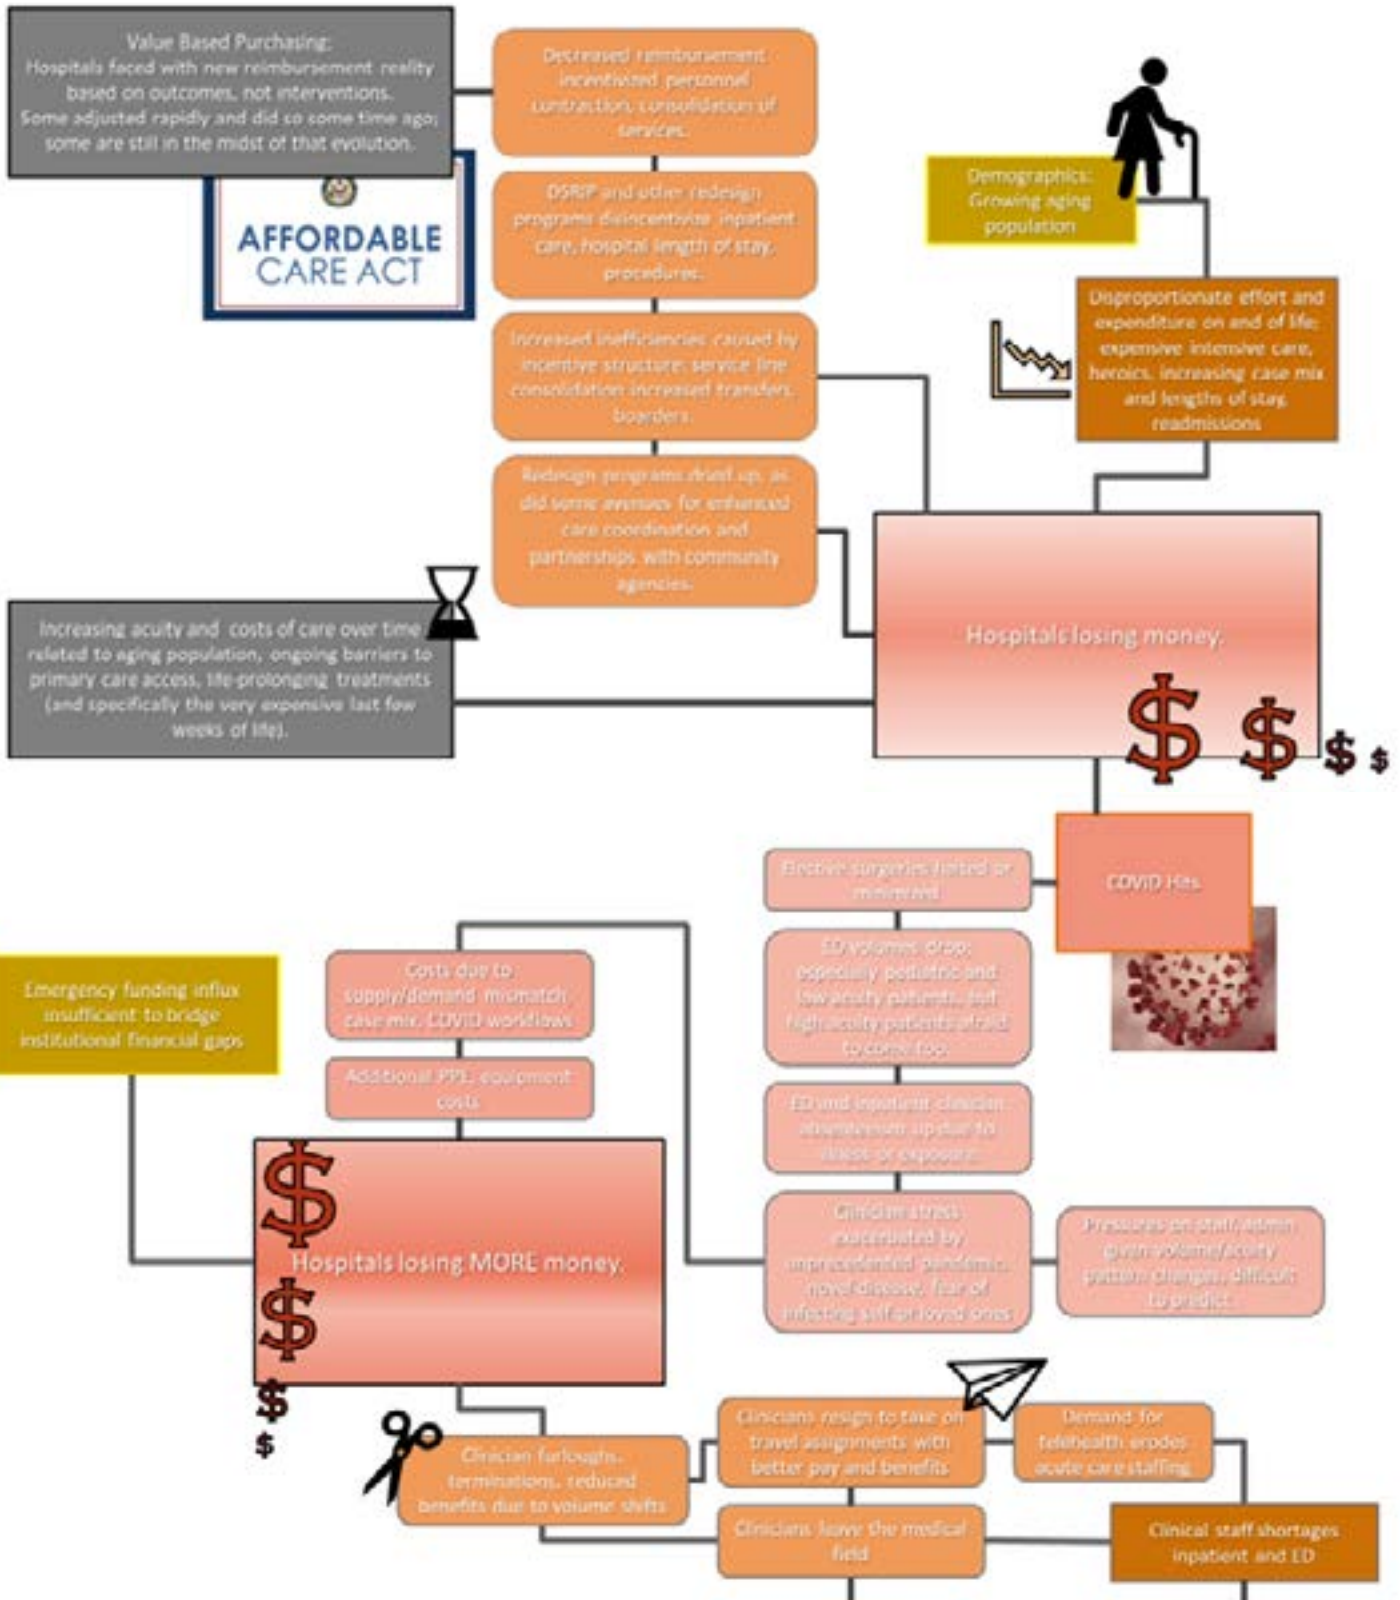 Value Based Purchasing:
Hospitals faced with new reimbursement reality
based on outcomes, not interventions.
Some adjusted rapidly and did so some time ago;
some are still in the midst of that evolution.
AFFORDABLE
CARE ACT
Decreased reimbursement
incentivized personnel
contraction, consolidation of
services.
DSRIP and other redesign
programs disincentivize inpatient
care, hospital length of stay,
procedures.
Increased inefficiencies caused by
incentive structure, service line
consolidation increased transfers,
boarders.
Redesign programs dried up, as
did some avenues for enhanced
care coordination and
partnerships with community
agencies.
Demographics:
Growing aging
population
Disproportionate effort and
expenditure on end of life;
expensive intensive care,
heroics, increasing case mix
and lengths of stay,
readmissions
Increasing acuity and costs of care over time
related to aging population, ongoing barriers to
primary care access, life-prolonging treatments
(and specifically the very expensive last few
weeks of life).
Hospitals losing money.
$ $ $ $
COVID Hits
Elective surgeries halted or
minimized
ED volumes drop;
especially pediatric and
low acuity patients, but
high acuity patients afraid
to come too.
ED and inpatient clinician
absenteeism up due to
illness or exposure
Clinician stress
exacerbated by
unprecedented pandemic,
novel disease, fear of
infecting self or loved ones
Pressures on staff, admin
given volume/acuity
pattern changes, difficult
to predict
Costs due to
supply/demand mismatch,
case mix, COVID workflows
Additional PPE, equipment
costs
Emergency funding influx
insufficient to bridge
institutional financial gaps
$
Hospitals losing MORE money.
$
$
$
Clinician furloughs,
terminations, reduced
benefits due to volume shifts
Clinicians resign to take on
travel assignments with
better pay and benefits
Demand for
telehealth erodes
acute care staffing
Clinicians leave the medical
field
Clinical staff shortages
inpatient and ED